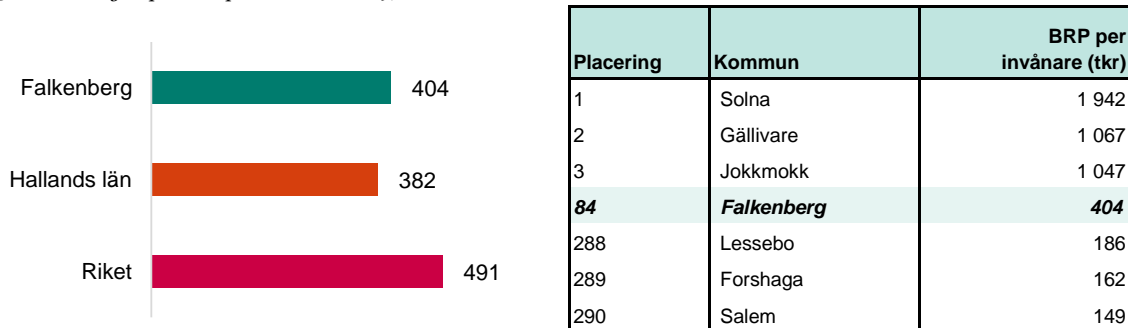 Falkenberg 404
Hallands län 382
Riket 491
Placering Kommun BRP per invånare (tkr)
1 Solna 1 942
2 Gällivare 1 067
3 Jokkmokk 1 047
84 Falkenberg 404
288 Lessebo 186
289 Forshaga 162
290 Salem 149